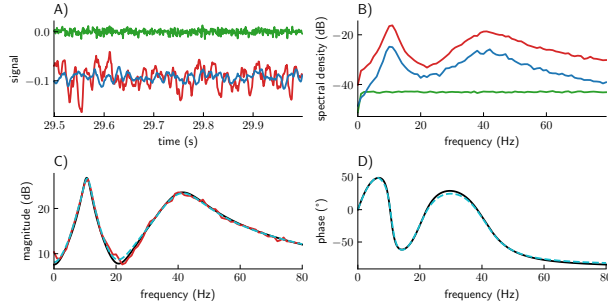 A)
0.0
−0.1
signal
29.5 29.6 29.7 29.8 29.9
time (s)
B)
−20
−40
spectral density
0 20 40 60
frequency (Hz)
C)
20
10
magnitude (dB)
0 20 40 60 80
frequency (Hz)
D)
50
0
−50
phase (°)
0 20 40 60 80
frequency (Hz)